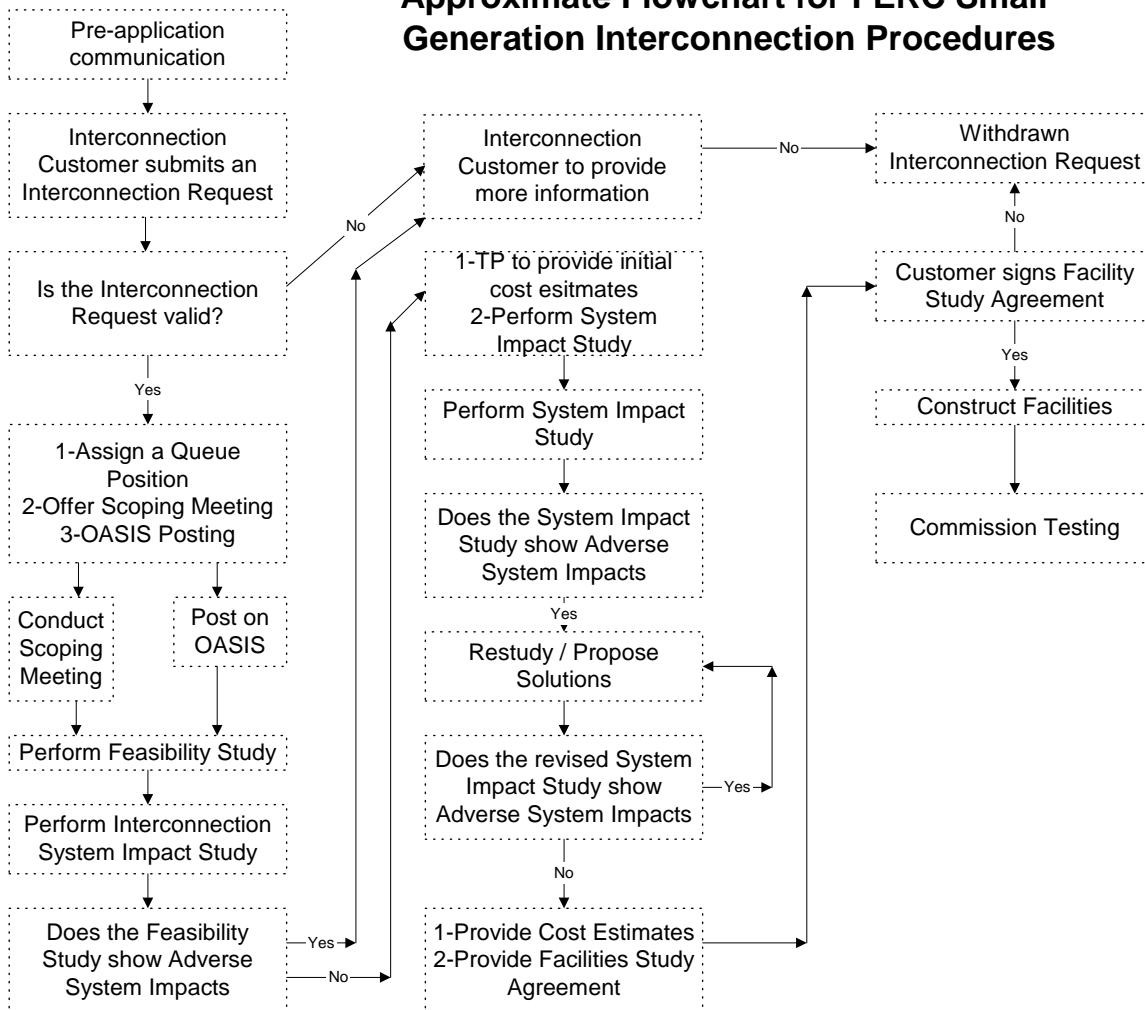 Approximate Flowchart for FERC Small
Generation Interconnection Procedures
Pre-application
communication
Interconnection
Customer submits an
Interconnection Request
Is the Interconnection
Request valid?
No
Yes
1-Assign a Queue
Position
2-Offer Scoping Meeting
3-OASIS Posting
Conduct
Scoping
Meeting
Post on
OASIS
Perform Feasibility Study
Perform Interconnection
System Impact Study
Does the Feasibility
Study show Adverse
System Impacts
Yes
No
Interconnection
Customer to provide
more information
No
1-TP to provide initial
cost esitmates
2-Perform System
Impact Study
Perform System Impact
Study
Does the System Impact
Study show Adverse
System Impacts
Yes
Restudy / Propose
Solutions
Does the revised System
Impact Study show
Adverse System Impacts
Yes
No
1-Provide Cost Estimates
2-Provide Facilities Study
Agreement
Withdrawn
Interconnection Request
No
Customer signs Facility
Study Agreement
Yes
Construct Facilities
Commission Testing